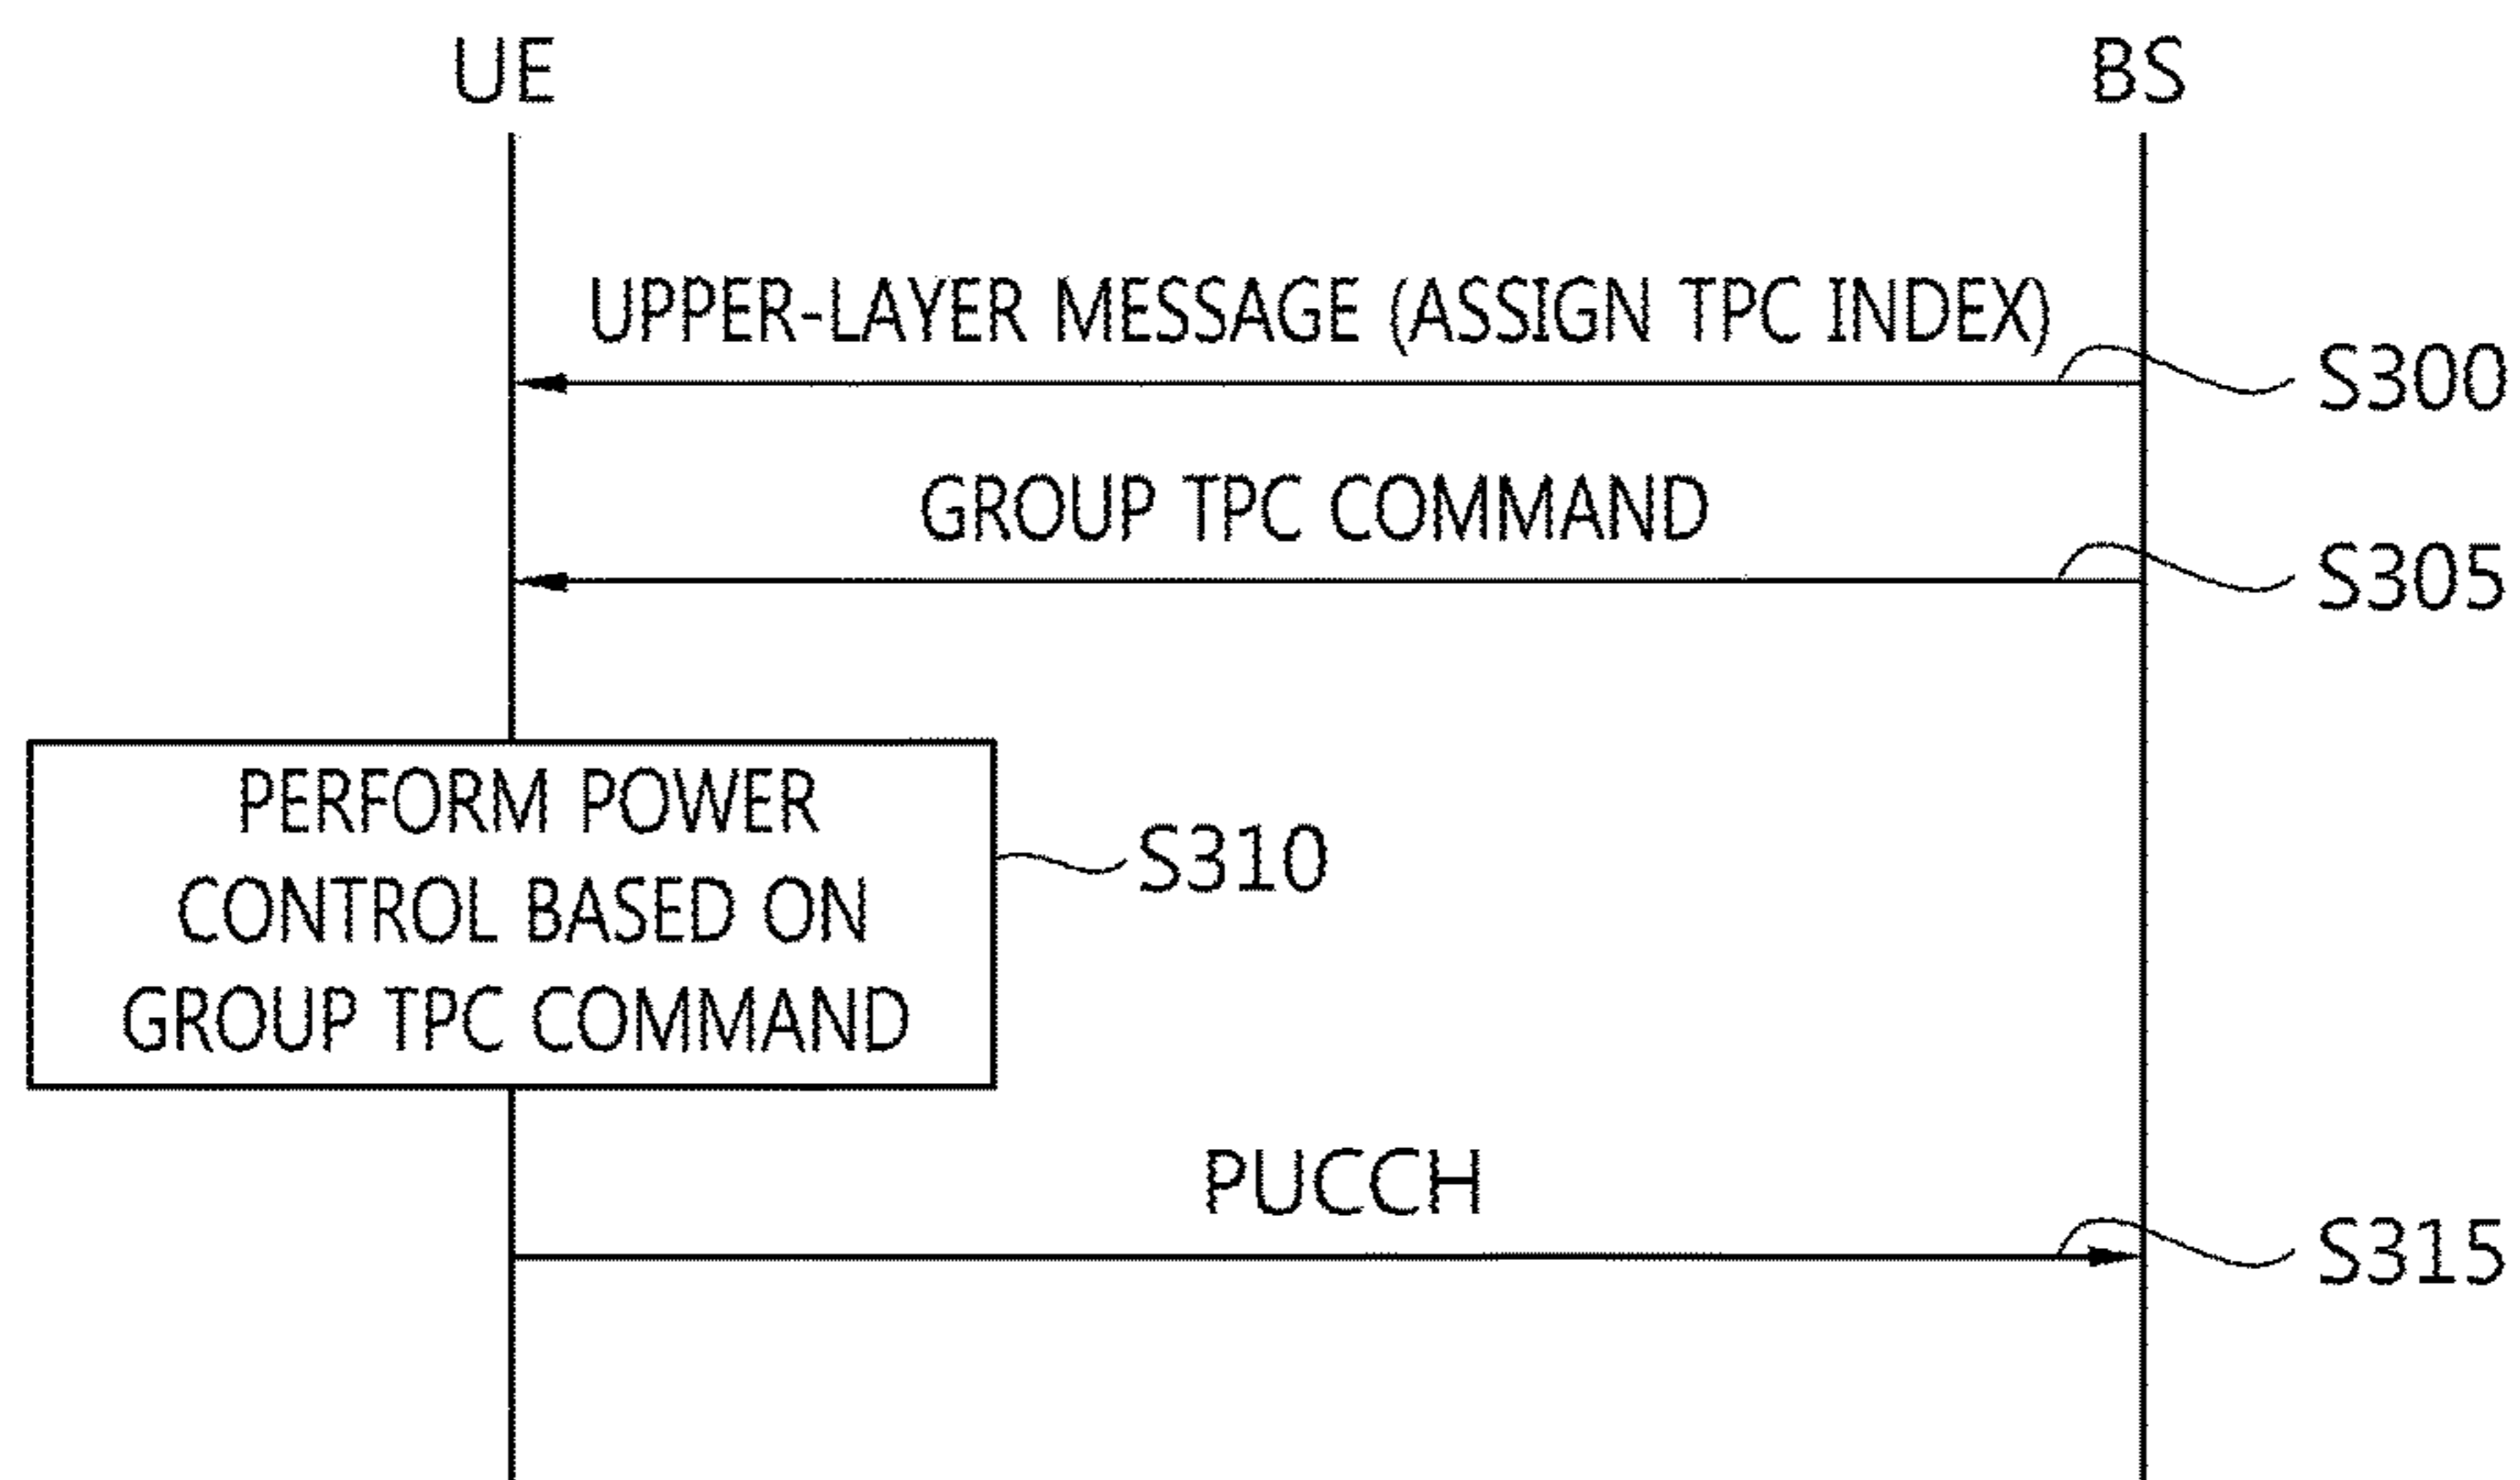 UE
BS
UPPER-LAYER MESSAGE (ASSIGN TPC INDEX)
S300
GROUP TPC COMMAND
S305
PERFORM POWER
CONTROL BASED ON
GROUP TPC COMMAND
S310
PUCCH
S315